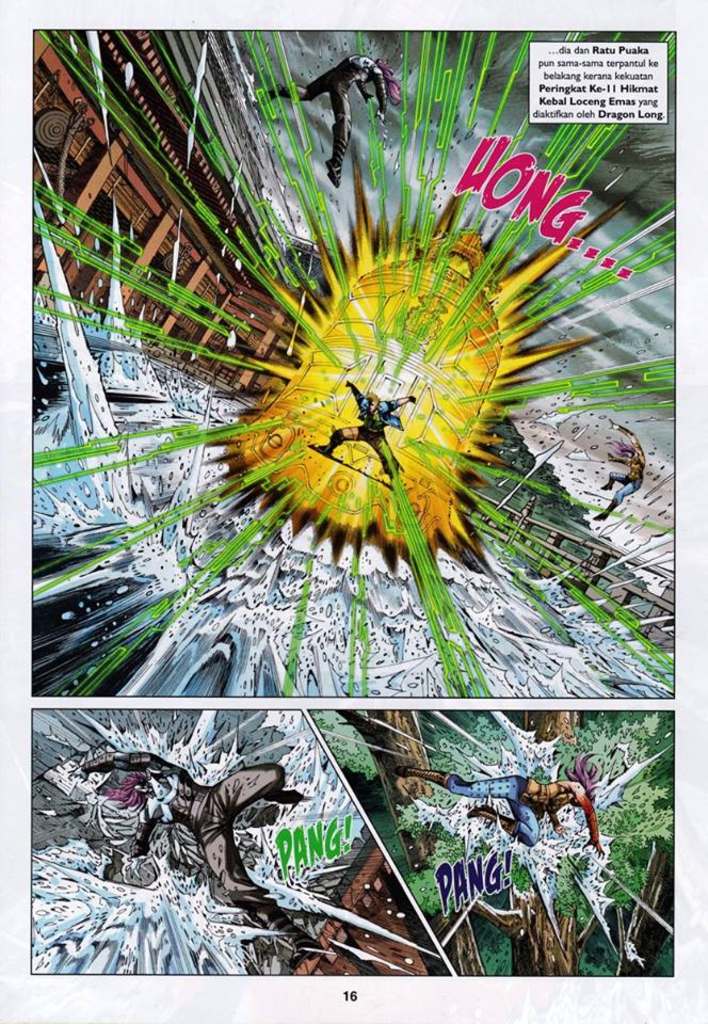 ...dia dan Ratu Puaka
pun sama-sama terpantul ke
belakang kerana kekuatan
Peringkat Ke-11 Hikmat
Kebal Loceng Emas yang
diaktifkan oleh Dragon Long.
UONG....
PANG!
PANG!
16